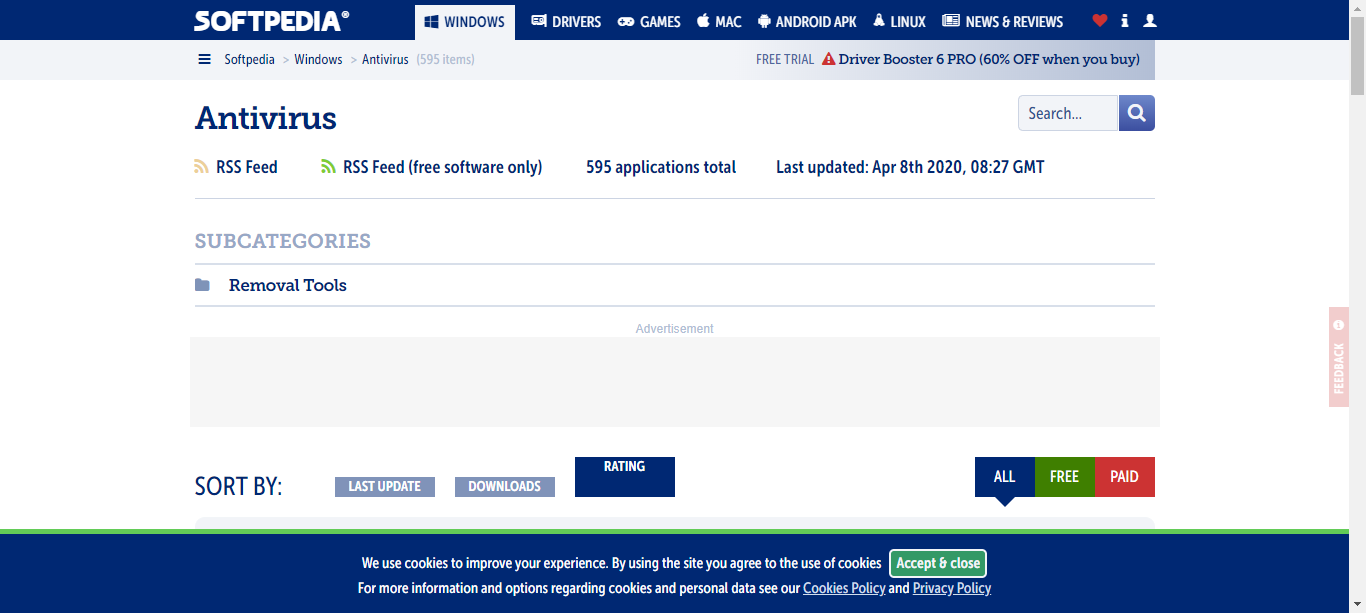 SOFTPEDIA®
WINDOWS DRIVERS GAMES MAC ANDROID APK LINUX NEWS & REVIEWS
Softpedia > Windows > Antivirus (595 items)
FREE TRIAL Driver Booster 6 PRO (60% OFF when you buy)
Antivirus
Search...
RSS Feed RSS Feed (free software only) 595 applications total Last updated: Apr 8th 2020, 08:27 GMT
SUBCATEGORIES
Removal Tools
Advertisement
FEEDBACK
SORT BY: LAST UPDATE DOWNLOADS RATING
ALL FREE PAID
We use cookies to improve your experience. By using the site you agree to the use of cookies Accept & close
For more information and options regarding cookies and personal data see our Cookies Policy and Privacy Policy